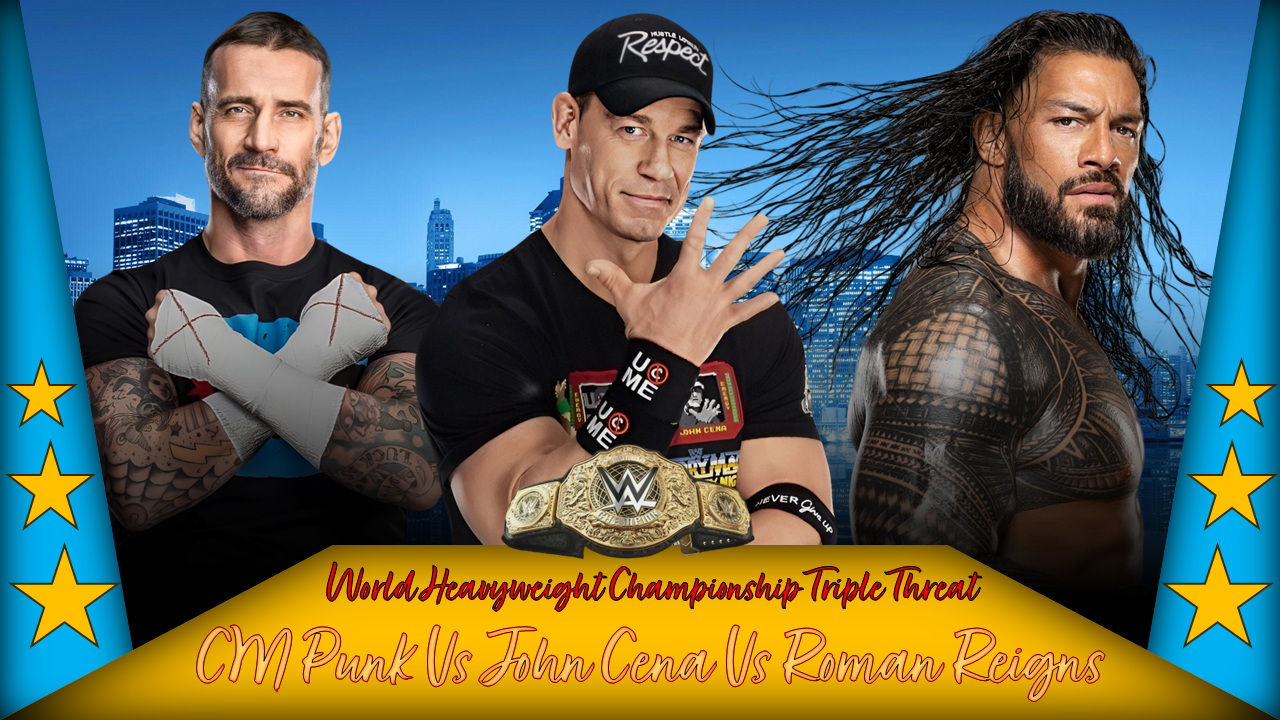 HUSTLE LOYALTY
Respect
U C
ME
U C
ME
JOHN CENA
NEVER Give up
W
World Heavyweight Championship Triple Threat
CM Punk Vs John Cena Vs Roman Reigns